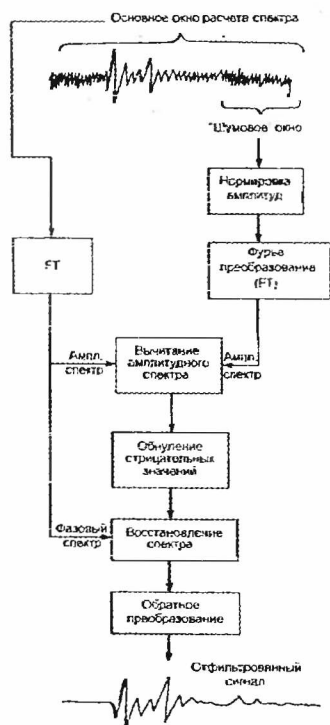 Основное окно расчета спектра
"Шумовое" окно
Нормировка
амплитуд
Фурье
преобразование
(FT)
FT
Ампл.
спектр
Вычитание
амплитудного
спектра
Ампл.
спектр
Обнуление
отрицательных
значений
Фазовый
спектр
Восстановление
спектра
Обратное
преобразование
Отфильтрованный
сигнал